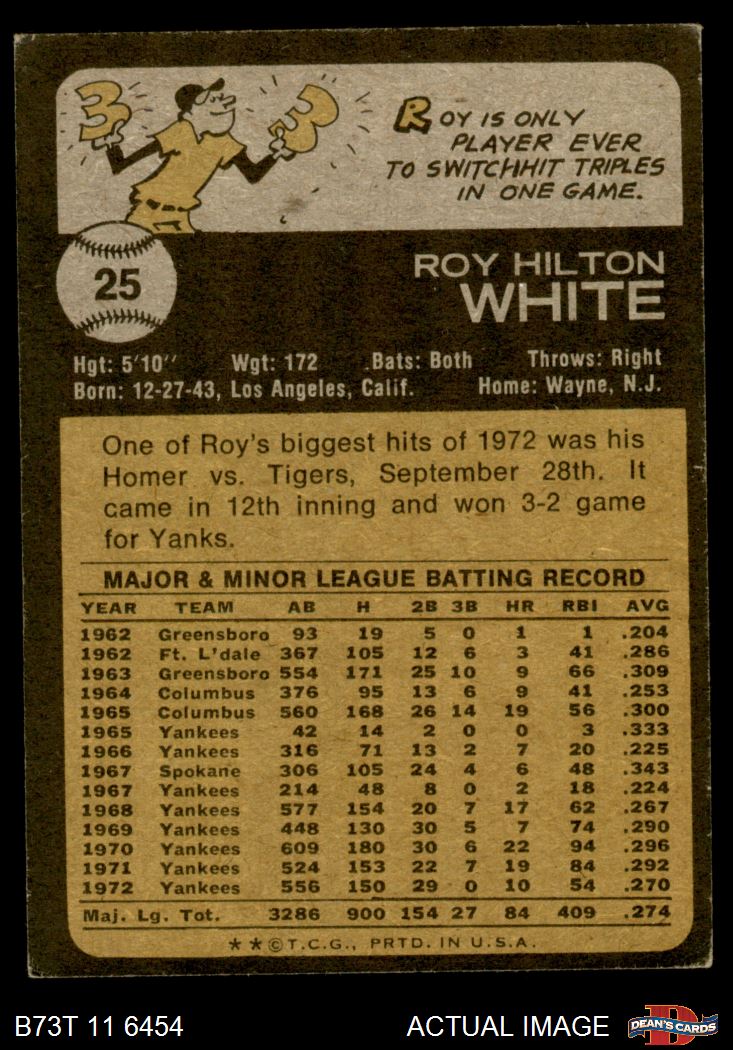 3 3
ROY IS ONLY
PLAYER EVER
TO SWITCHHIT TRIPLES
IN ONE GAME.
25
ROY HILTON
WHITE
Hgt: 5'10" Wgt: 172 Bats: Both Throws: Right
Born: 12-27-43, Los Angeles, Calif. Home: Wayne, N.J.
One of Roy's biggest hits of 1972 was his
Homer vs. Tigers, September 28th. It
came in 12th inning and won 3-2 game
for Yanks.
MAJOR & MINOR LEAGUE BATTING RECORD
YEAR TEAM AB H 2B 3B HR RBI AVG
1962 Greensboro 93 19 5 0 1 1 .204
1962 Ft. L'dale 367 105 12 6 3 41 .286
1963 Greensboro 554 171 25 10 9 66 .309
1964 Columbus 376 95 13 6 9 41 .253
1965 Columbus 560 168 26 14 19 56 .300
1965 Yankees 42 14 2 0 0 3 .333
1966 Yankees 316 71 13 2 7 20 .225
1967 Spokane 306 105 24 4 6 48 .343
1967 Yankees 214 48 8 0 2 18 .224
1968 Yankees 577 154 20 7 17 62 .267
1969 Yankees 448 130 30 5 7 74 .290
1970 Yankees 609 180 30 6 22 94 .296
1971 Yankees 524 153 22 7 19 84 .292
1972 Yankees 556 150 29 0 10 54 .270
Maj. Lg. Tot. 3286 900 154 27 84 409 .274
★★©T.C.G., PRTD. IN U.S.A.
B73T 11 6454 ACTUAL IMAGE D DEAN'S CARDS